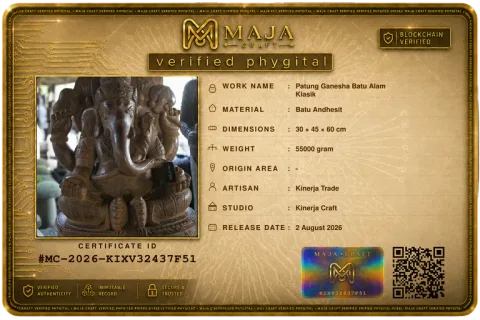 MAJA
CRAFT
verified phygital
BLOCKCHAIN
VERIFIED
WORK NAME : Patung Ganesha Batu Alam
Klasik
MATERIAL : Batu Andhesit
DIMENSIONS : 30 × 45 × 60 cm
WEIGHT : 55000 gram
ORIGIN AREA : -
ARTISAN : Kinerja Trade
STUDIO : Kinerja Craft
RELEASE DATE : 2 August 2026
CERTIFICATE ID
#MC-2026-KIXV32437F51
VERIFIED
AUTHENTICITY
IMMUTABLE
RECORD
SECURE &
TRUSTED
MAJA CRAFT
KIXV32437F51